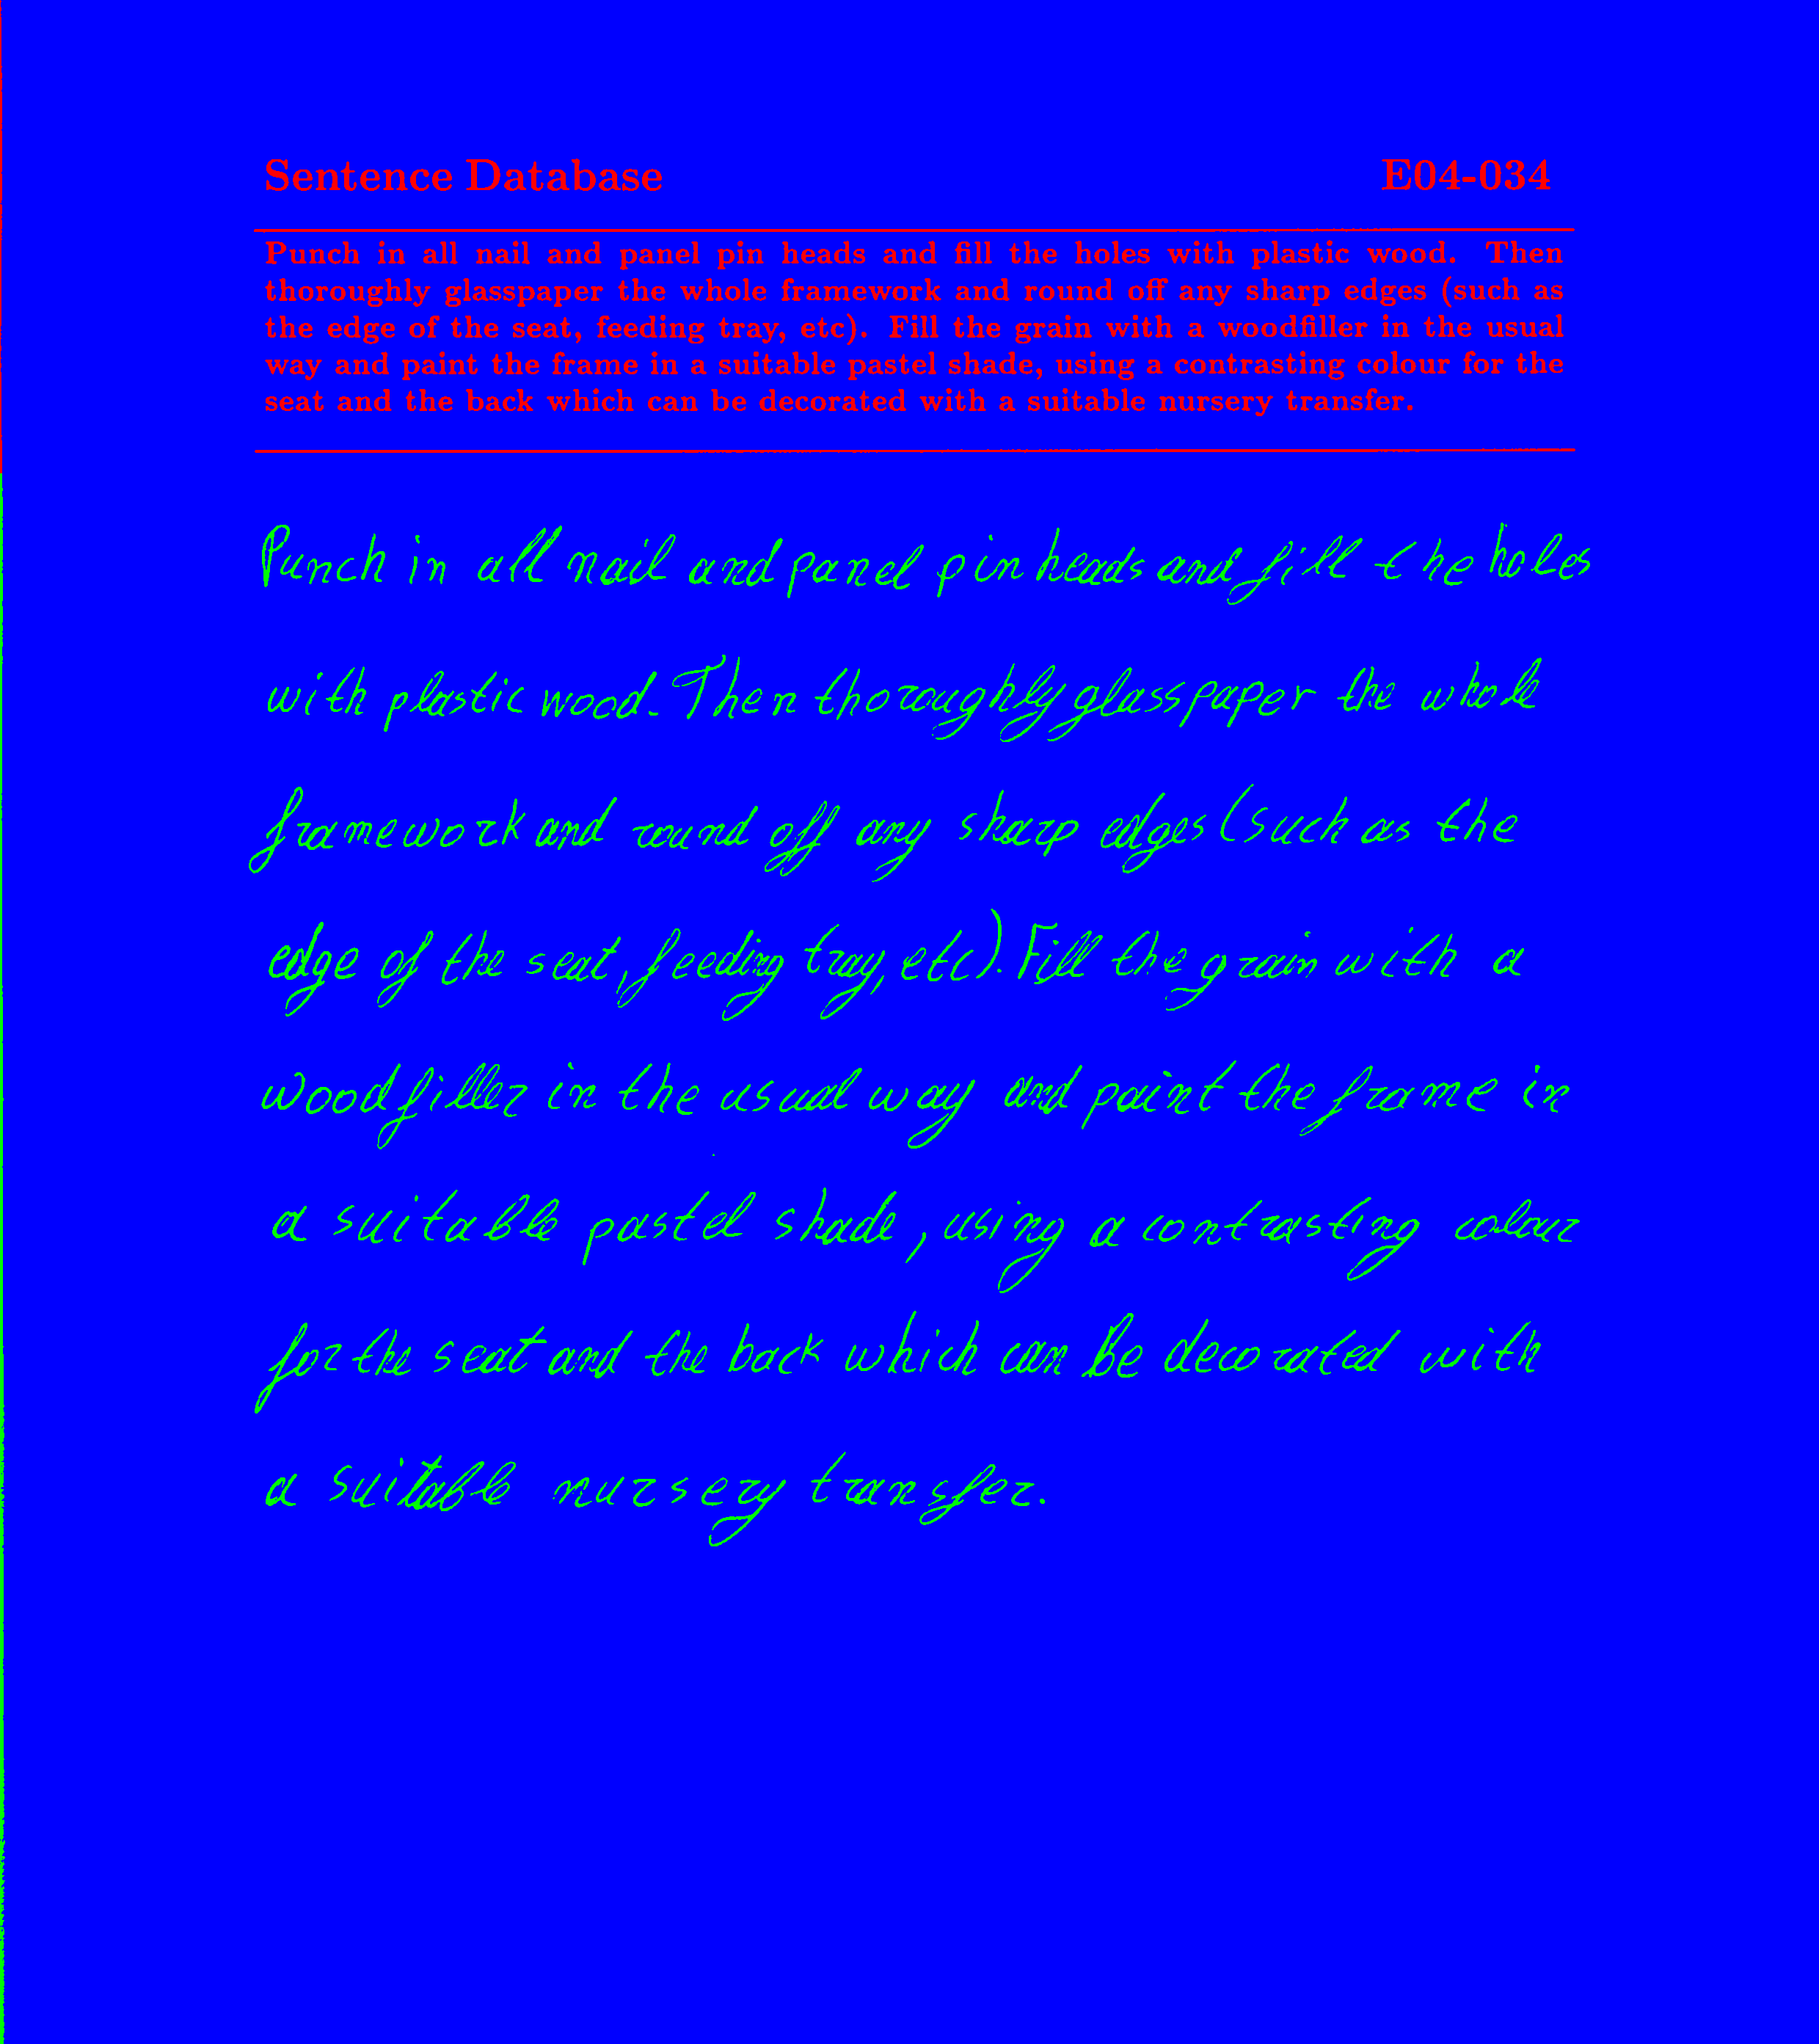 Sentence Database E04-034
Punch in all nail and panel pin heads and fill the holes with plastic wood. Then
thoroughly glasspaper the whole framework and round off any sharp edges (such as
the edge of the seat, feeding tray, etc). Fill the grain with a woodfiller in the usual
way and paint the frame in a suitable pastel shade, using a contrasting colour for the
seat and the back which can be decorated with a suitable nursery transfer.
Punch in all nail and panel pin heads and fill the holes
with plastic wood. Then thoroughly glasspaper the whole
framework and round off any sharp edges (such as the
edge of the seat, feeding tray, etc). Fill the grain with a
woodfiller in the usual way and paint the frame in
a suitable pastel shade, using a contrasting colour
for the seat and the back which can be decorated with
a suitable nursery transfer.